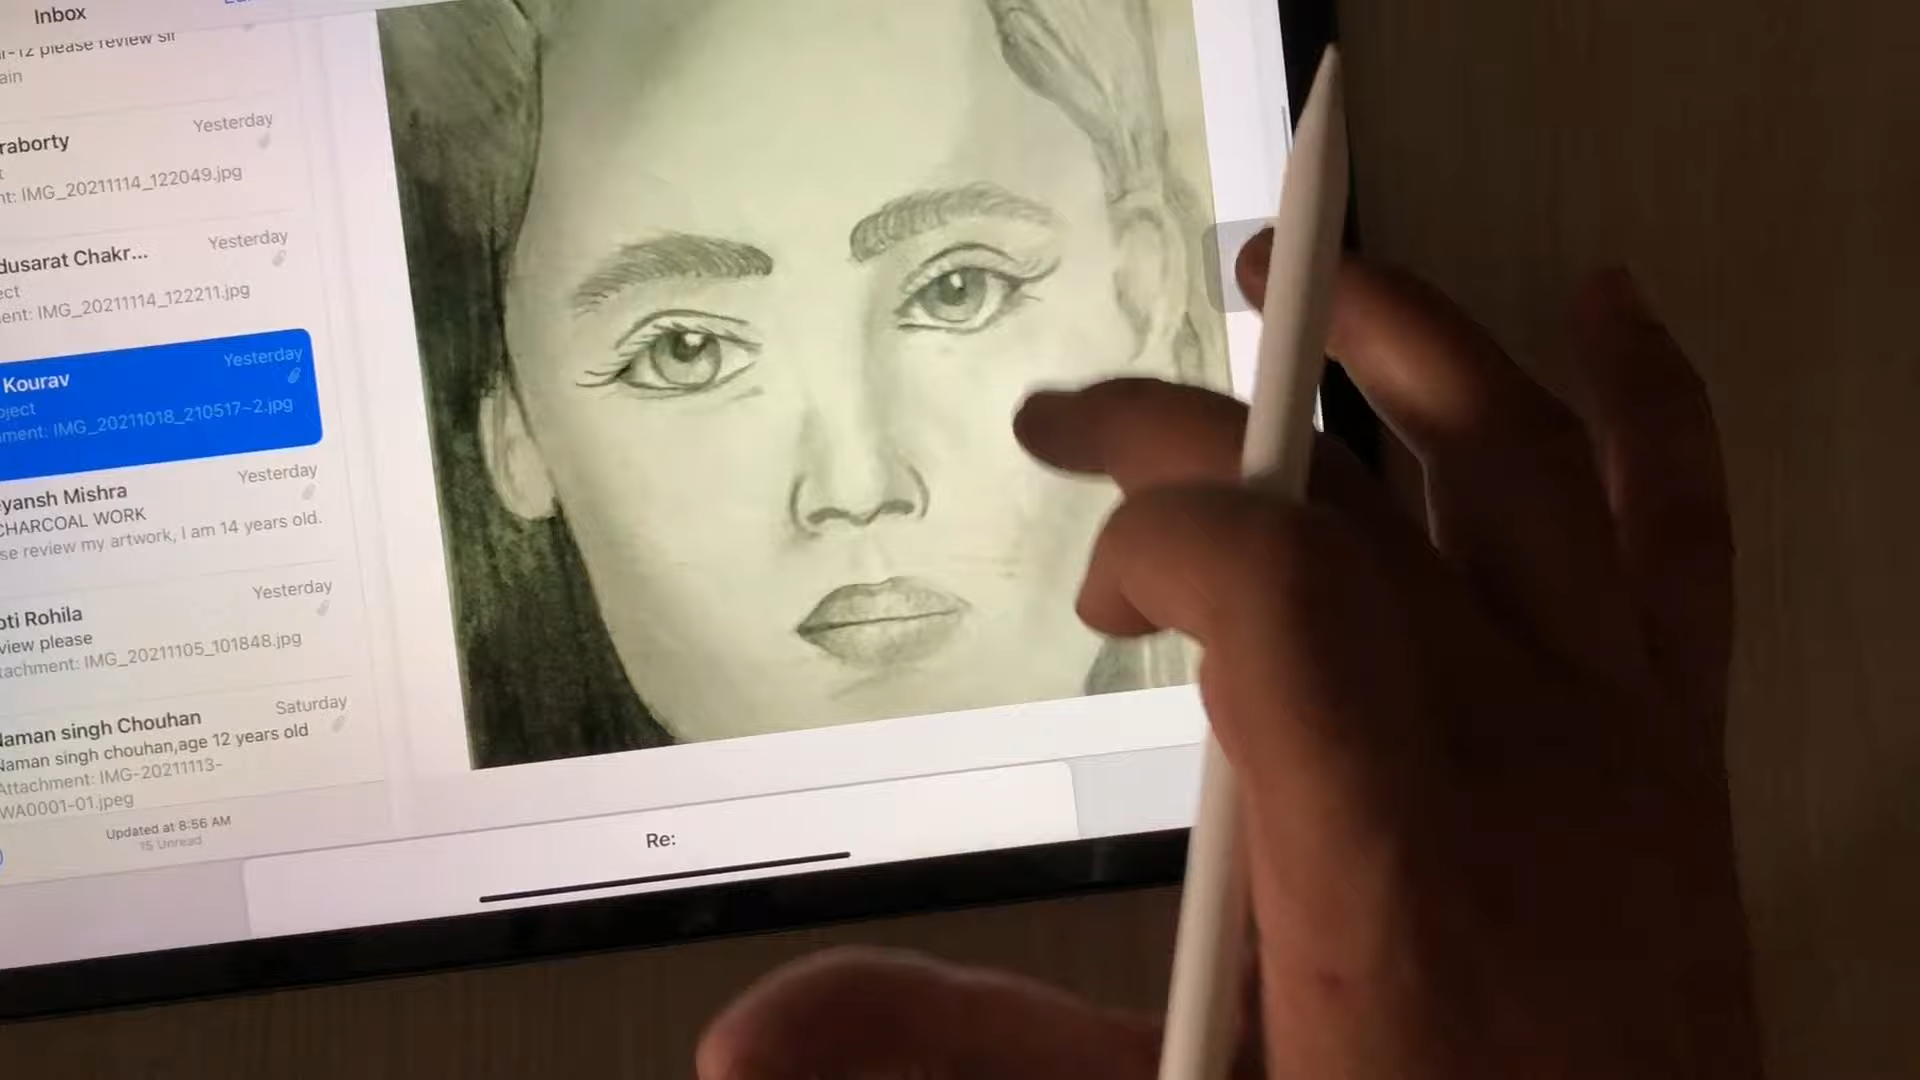 Inbox
please review sir
ain
raborty
Yesterday
t
nt: IMG_20211114_122049.jpg
dusarat Chakr...
Yesterday
ect
ent: IMG_20211114_122211.jpg
Kourav
Yesterday
bject
ment: IMG_20211018_210517~2.jpg
eyansh Mishra
Yesterday
CHARCOAL WORK
se review my artwork, I am 14 years old.
oti Rohila
Yesterday
view please
tachment: IMG_20211105_101848.jpg
Naman singh Chouhan
Saturday
Naman singh chouhan,age 12 years old
Attachment: IMG-20211113-
WA0001-01.jpeg
Updated at 8:56 AM
15 Unread
Re: